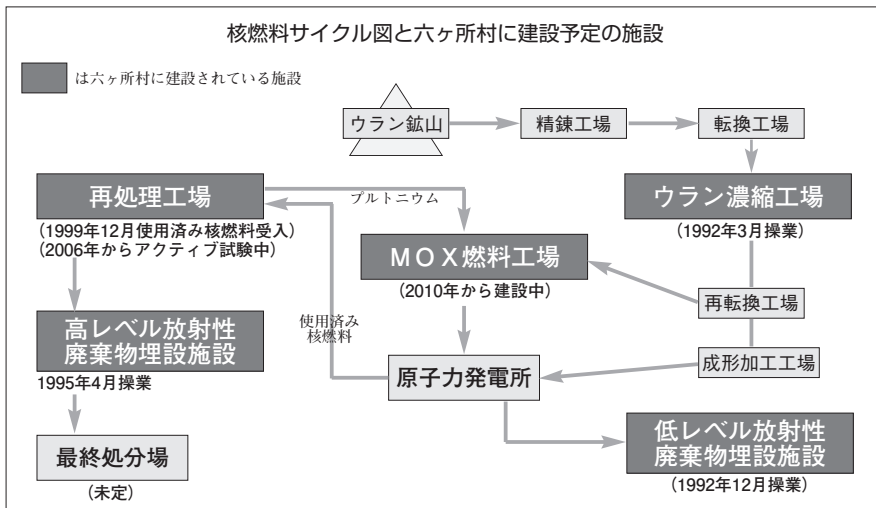 核燃料サイクル図と六ヶ所村に建設予定の施設
は六ヶ所村に建設されている施設
ウラン鉱山
精錬工場
転換工場
再処理工場
(1999年12月使用済み核燃料受入)
(2006年からアクティブ試験中)
プルトニウム
ウラン濃縮工場
(1992年3月操業)
MOX燃料工場
(2010年から建設中)
再転換工場
使用済み
核燃料
高レベル放射性
廃棄物埋設施設
1995年4月操業
原子力発電所
成形加工工場
最終処分場
(未定)
低レベル放射性
廃棄物埋設施設
(1992年12月操業)